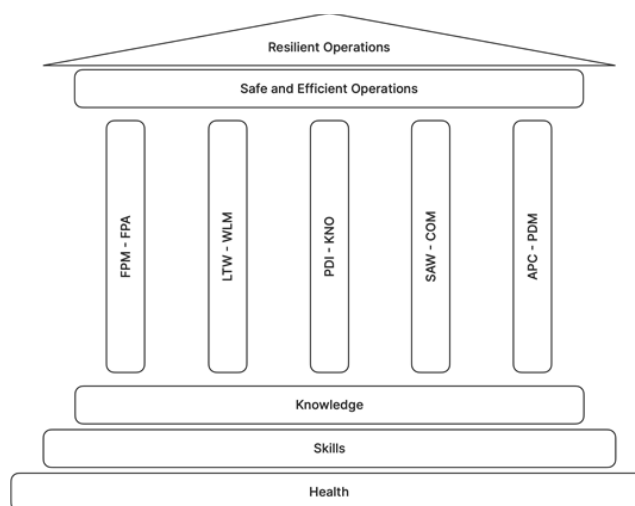 Resilient Operations
Safe and Efficient Operations
FPM - FPA
LTW - WLM
PDI - KNO
SAW - COM
APC - PDM
Knowledge
Skills
Health